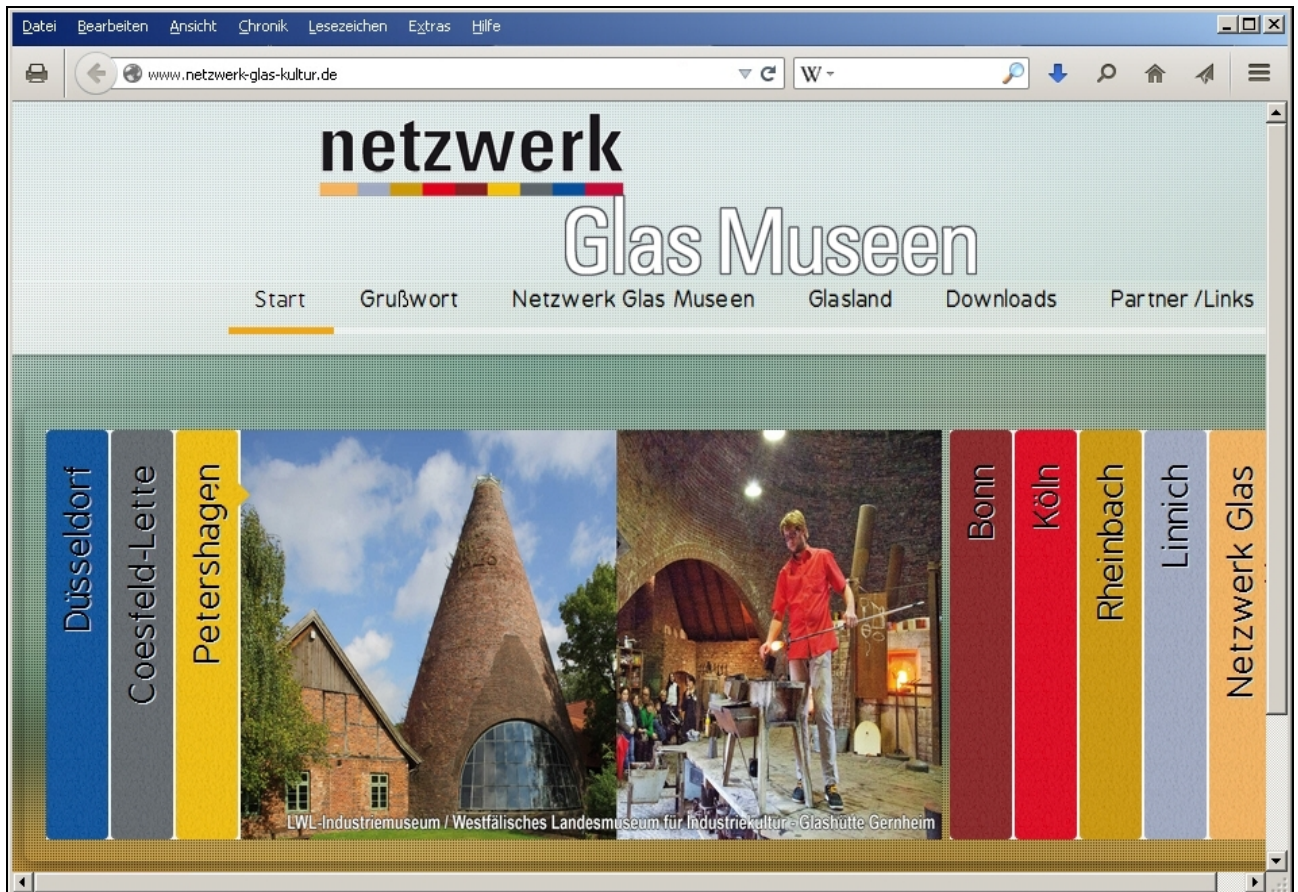 Datei Bearbeiten Ansicht Chronik Lesezeichen Extras Hilfe
www.netzwerk-glas-kultur.de
W
netzwerk
Glas Museen
Start Grußwort Netzwerk Glas Museen Glasland Downloads Partner /Links
Düsseldorf
Coesfeld-Lette
Petershagen
LWL-Industriemuseum / Westfälisches Landesmuseum für Industriekultur - Glashütte Gernheim
Bonn
Köln
Rheinbach
Linnich
Netzwerk Glas